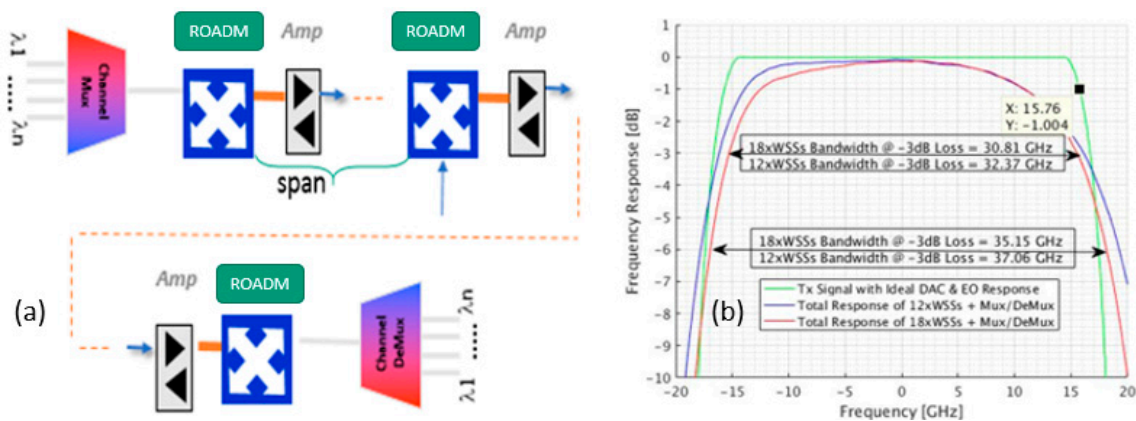 ROADM
Amp
ROADM
Amp
λ1
.....
λn
Channel
Mux
span
(a)
Amp
ROADM
Channel
DeMux
λn
.....
λ1
Frequency Response [dB]
1
0
-1
-2
-3
-4
-5
-6
-7
-8
-9
-10
X: 15.76
Y: -1.004
18xWSSs Bandwidth @ -3dB Loss = 30.81 GHz
12xWSSs Bandwidth @ -3dB Loss = 32.37 GHz
18xWSSs Bandwidth @ -3dB Loss = 35.15 GHz
12xWSSs Bandwidth @ -3dB Loss = 37.06 GHz
Tx Signal with Ideal DAC & EO Response
Total Response of 12xWSSs + Mux/DeMux
Total Response of 18xWSSs + Mux/DeMux
(b)
-20 -15 -10 -5 0 5 10 15 20
Frequency [GHz]